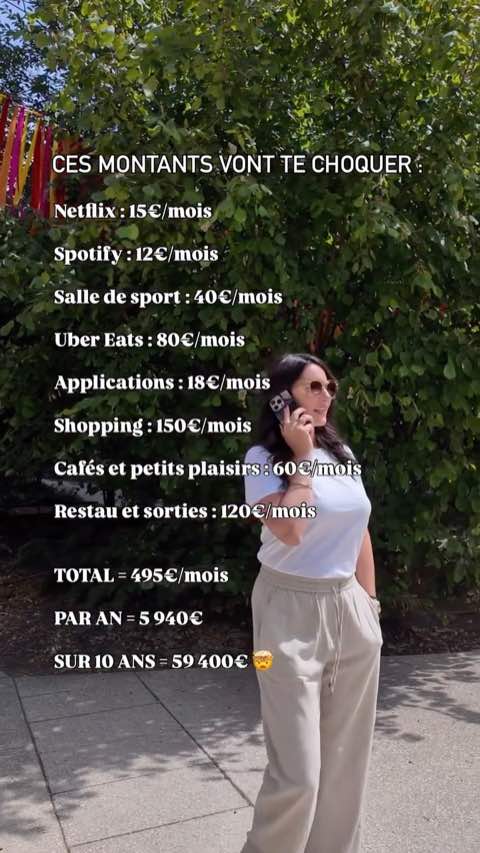 CES MONTANTS VONT TE CHOQUER :
Netflix : 15€/mois
Spotify : 12€/mois
Salle de sport : 40€/mois
Uber Eats : 80€/mois
Applications : 18€/mois
Shopping : 150€/mois
Cafés et petits plaisirs : 60€/mois
Restau et sorties : 120€/mois
TOTAL = 495€/mois
PAR AN = 5 940€
SUR 10 ANS = 59 400€ 🤯